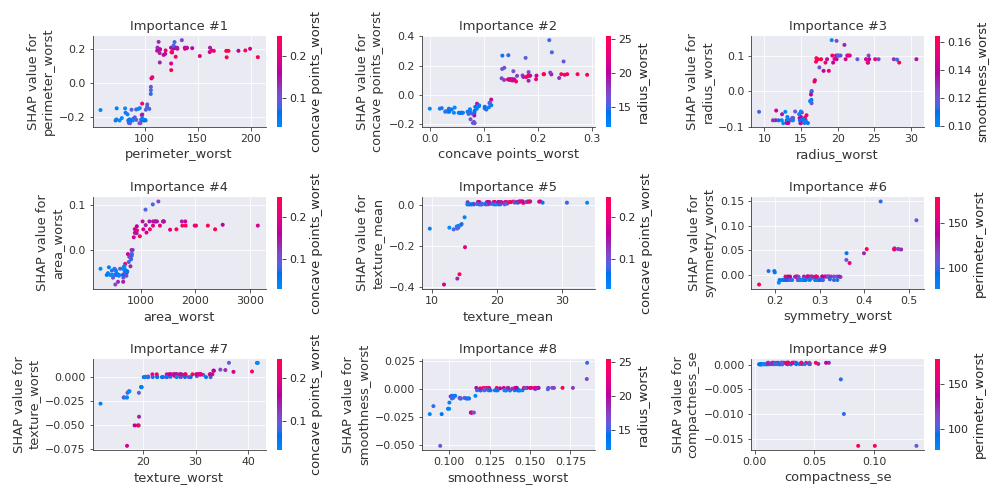 Importance #1
SHAP value for
perimeter_worst
0.2
0.0
−0.2
100
150
200
perimeter_worst
0.2
0.1
concave points_worst
Importance #2
SHAP value for
concave points_worst
0.4
0.2
0.0
−0.2
0.0
0.1
0.2
0.3
concave points_worst
25
20
15
radius_worst
Importance #3
SHAP value for
radius_worst
0.1
0.0
−0.1
10
15
20
25
30
radius_worst
0.16
0.14
0.12
0.10
smoothness_worst
Importance #4
SHAP value for
area_worst
0.1
0.0
1000
2000
3000
area_worst
0.2
0.1
concave points_worst
Importance #5
SHAP value for
texture_mean
0.0
−0.2
−0.4
10
20
30
texture_mean
0.2
0.1
concave points_worst
Importance #6
SHAP value for
symmetry_worst
0.15
0.10
0.05
0.00
0.2
0.3
0.4
0.5
symmetry_worst
150
100
perimeter_worst
Importance #7
SHAP value for
texture_worst
0.000
−0.025
−0.050
−0.075
20
30
40
texture_worst
0.2
0.1
concave points_worst
Importance #8
SHAP value for
smoothness_worst
0.025
0.000
−0.025
−0.050
0.100
0.125
0.150
0.175
smoothness_worst
25
20
15
radius_worst
Importance #9
SHAP value for
compactness_se
0.000
−0.005
−0.010
−0.015
0.00
0.05
0.10
compactness_se
150
100
perimeter_worst